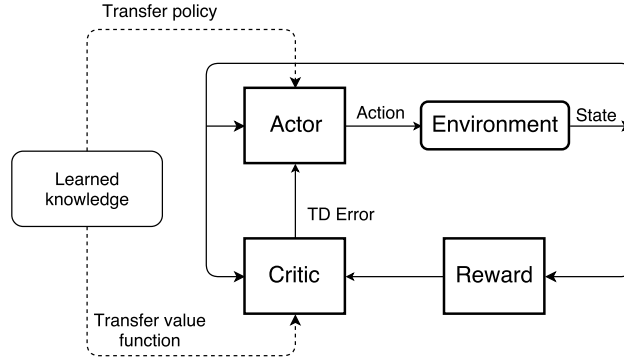 Transfer policy
Action
State
Actor
Environment
Learned
knowledge
TD Error
Critic
Reward
Transfer value
function